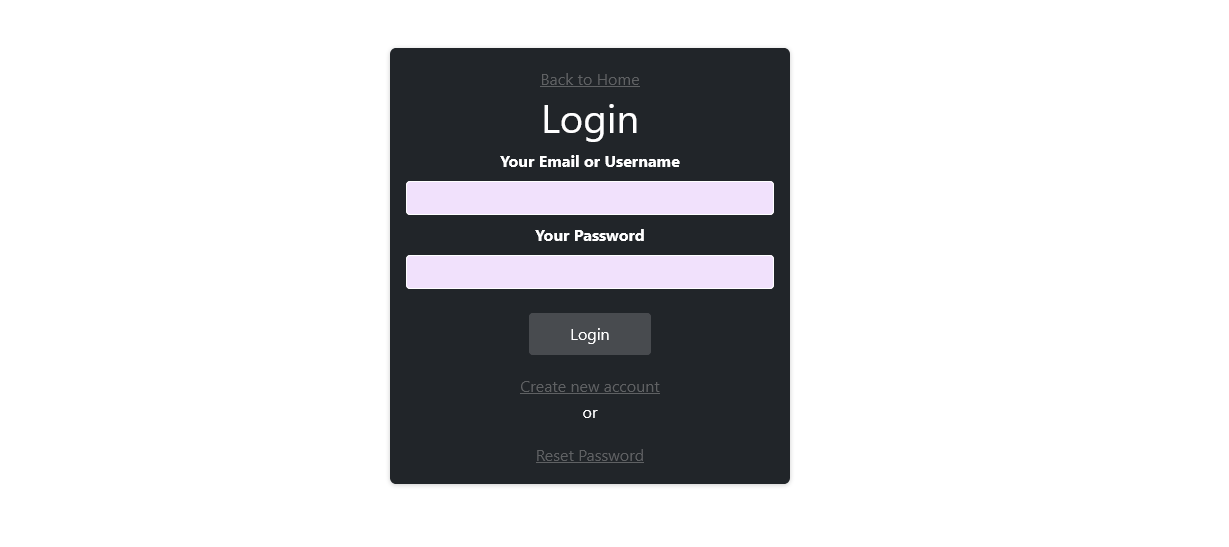 Back to Home
Login
Your Email or Username
Your Password
Login
Create new account
or
Reset Password